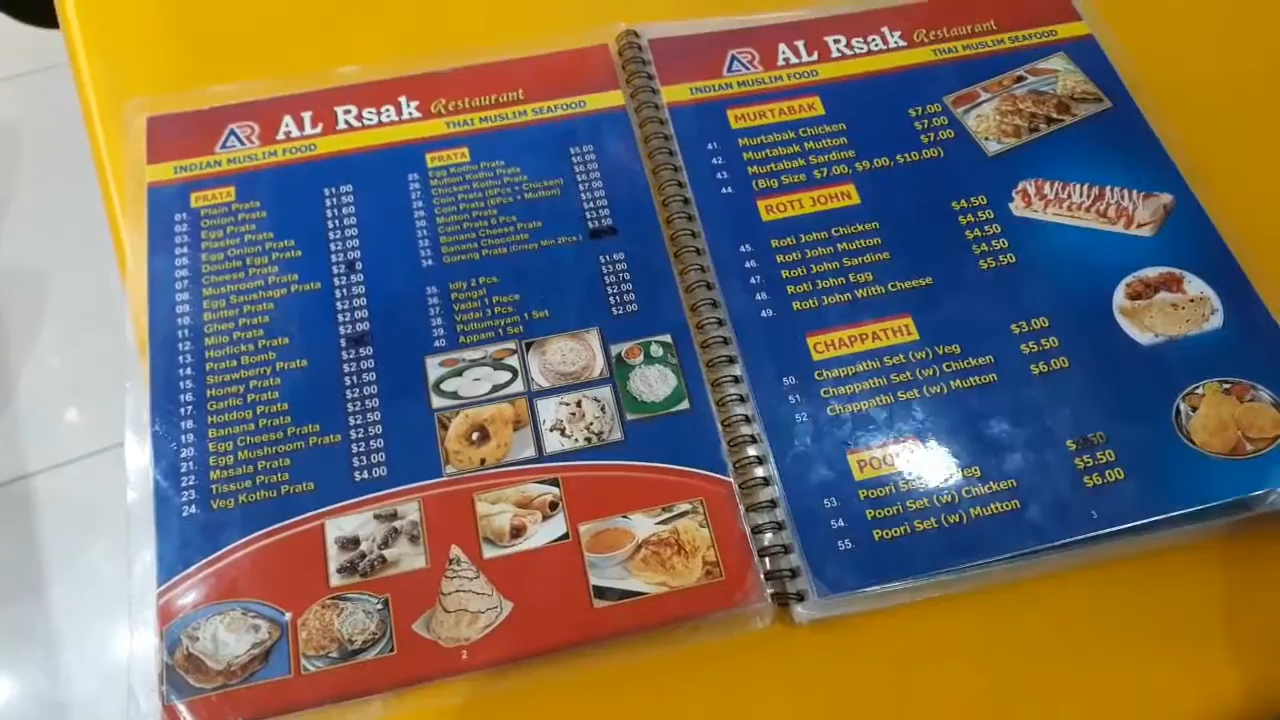 AR AL Rsak Restaurant
INDIAN MUSLIM FOOD THAI MUSLIM SEAFOOD
PRATA
01. Plain Prata $1.00
02. Onion Prata $1.50
03. Egg Prata $1.60
04. Plaster Prata $1.60
05. Egg Onion Prata $2.00
06. Double Egg Prata $2.00
07. Cheese Prata $2.00
08. Mushroom Prata
09. Egg Saushage Prata $2.50
10. Butter Prata $1.50
11. Ghee Prata $2.00
12. Milo Prata $2.00
13. Horlicks Prata $2.00
14. Prata Bomb
15. Strawberry Prata $2.50
16. Honey Prata $2.00
17. Garlic Prata $1.50
18. Hotdog Prata $2.00
19. Banana Prata $2.50
20. Egg Cheese Prata $2.50
21. Egg Mushroom Prata $2.50
22. Masala Prata $2.50
23. Tissue Prata $3.00
24. Veg Kothu Prata $4.00
PRATA
25. Egg Kothu Prata $5.00
26. Mutton Kothu Prata $6.00
27. Chicken Kothu Prata $6.00
28. Coin Prata (6Pcs + Chicken) $6.00
29. Coin Prata (6Pcs + Mutton) $7.00
30. Mutton Prata $5.00
31. Coin Prata 6 Pcs $4.00
32. Banana Cheese Prata $3.50
33. Banana Chocolate $3.50
34. Goreng Prata (Crispy Min 2Pcs.)
35. Idly 2 Pcs. $1.60
36. Pongal $3.00
37. Vadai 1 Piece $0.70
38. Vadai 3 Pcs. $2.00
39. Puttumayam 1 Set $1.60
40. Appam 1 Set $2.00
2
AR AL Rsak Restaurant
INDIAN MUSLIM FOOD THAI MUSLIM SEAFOOD
MURTABAK
41. Murtabak Chicken $7.00
42. Murtabak Mutton $7.00
43. Murtabak Sardine $7.00
44. (Big Size $7.00, $9.00, $10.00)
ROTI JOHN
45. Roti John Chicken $4.50
46. Roti John Mutton $4.50
47. Roti John Sardine $4.50
48. Roti John Egg $4.50
49. Roti John With Cheese $5.50
CHAPPATHI
50. Chappathi Set (w) Veg $3.00
51. Chappathi Set (w) Chicken $5.50
52. Chappathi Set (w) Mutton $6.00
53. Poori Veg
54. Poori Set (w) Chicken $5.50
55. Poori Set (w) Mutton $6.00
3